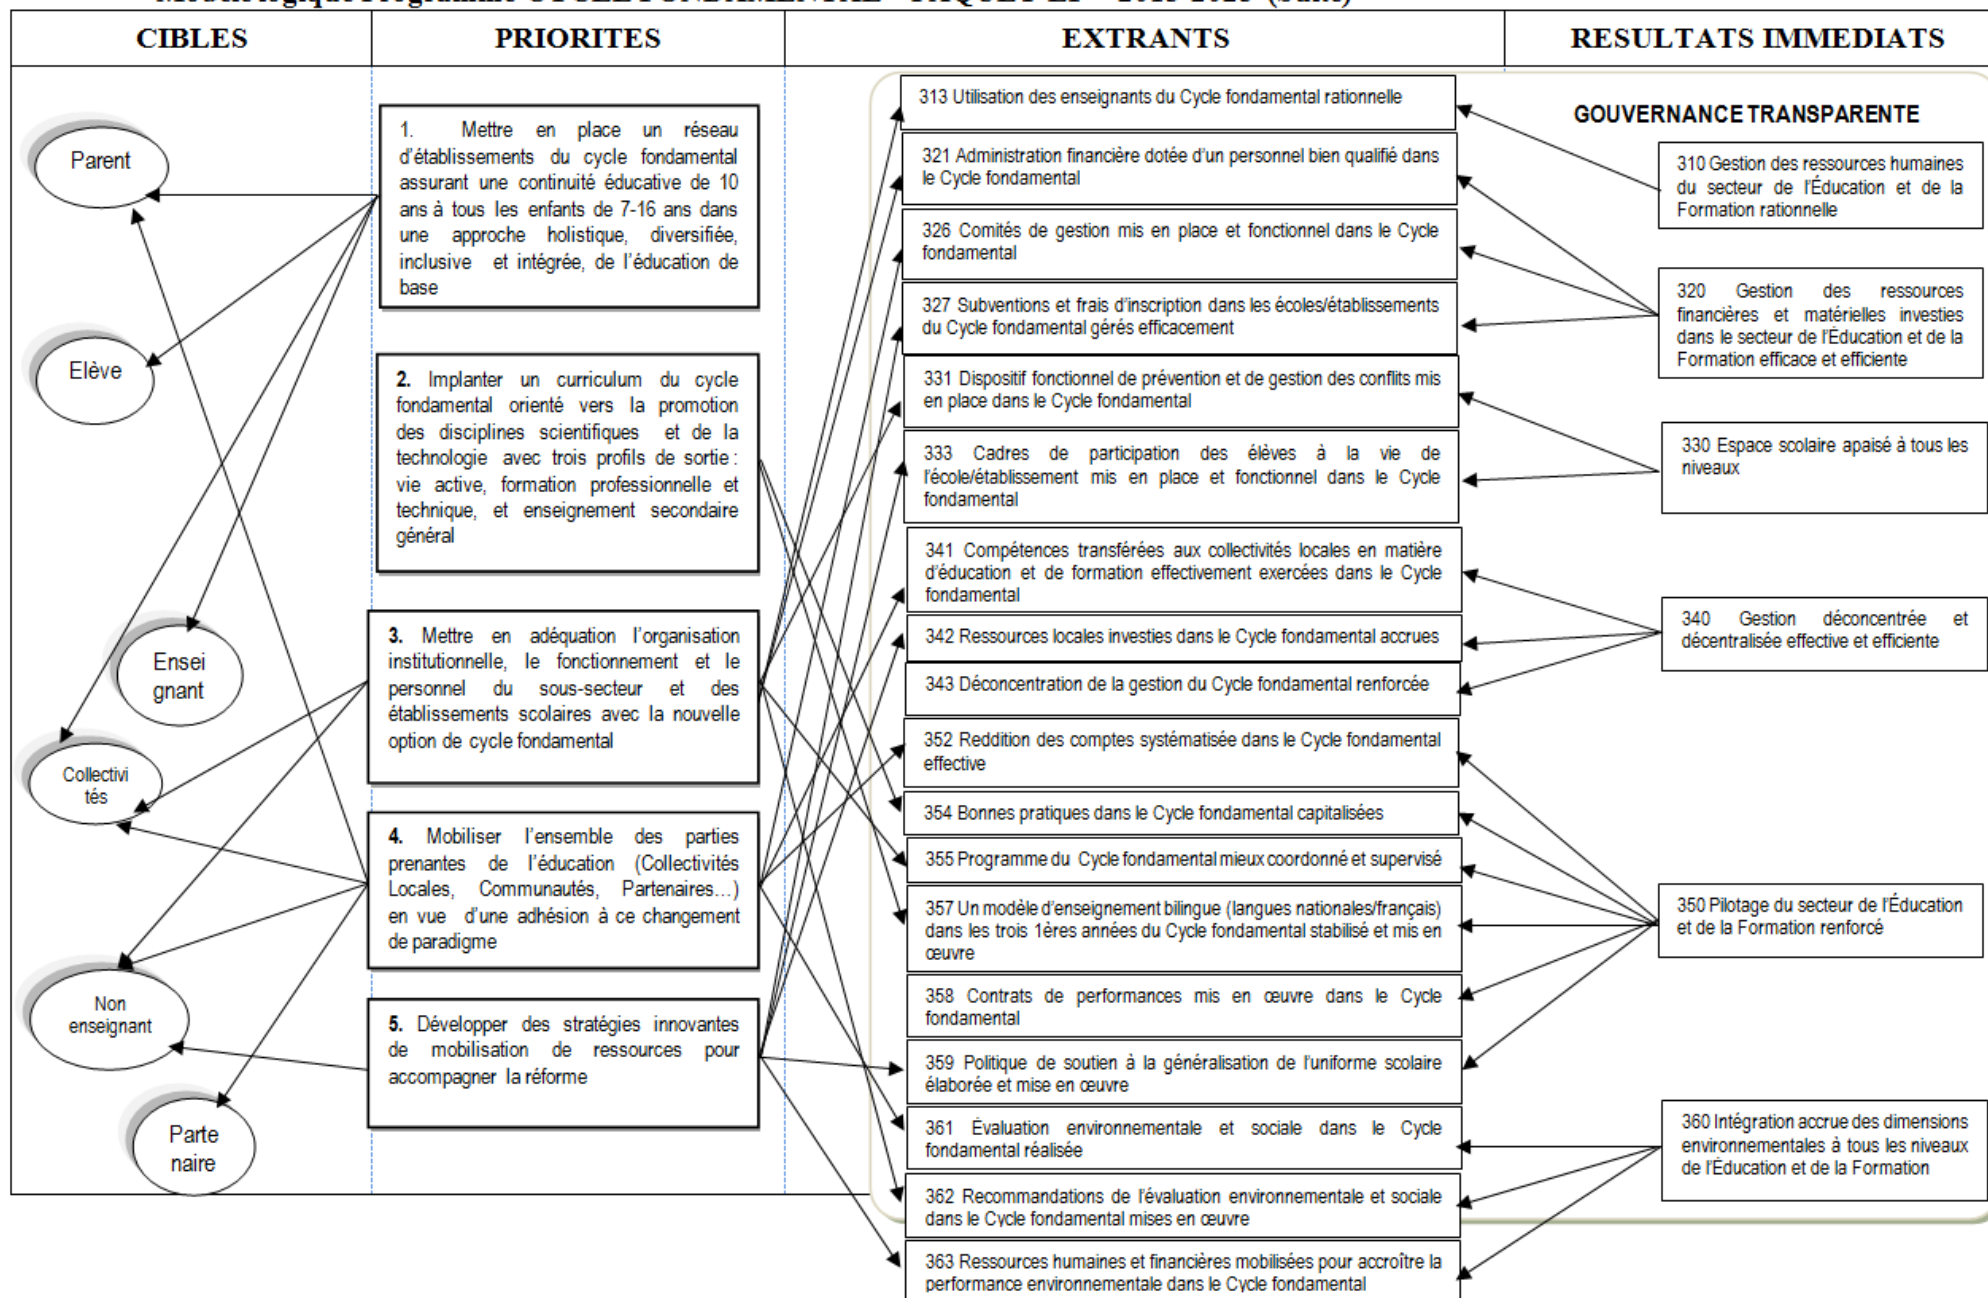 CIBLES
PRIORITES
EXTRANTS
RESULTATS IMMEDIATS
Parent
Elève
Ensei
gnant
Collectivi
tés
Non
enseignant
Parte
naire
1. Mettre en place un réseau
d'établissements du cycle fondamental
assurant une continuité éducative de 10
ans à tous les enfants de 7-16 ans dans
une approche holistique, diversifiée,
inclusive et intégrée, de l'éducation de
base
2. Implanter un curriculum du cycle
fondamental orienté vers la promotion
des disciplines scientifiques et de la
technologie avec trois profils de sortie :
vie active, formation professionnelle et
technique, et enseignement secondaire
général
3. Mettre en adéquation l'organisation
institutionnelle, le fonctionnement et le
personnel du sous-secteur et des
établissements scolaires avec la nouvelle
option de cycle fondamental
4. Mobiliser l'ensemble des parties
prenantes de l'éducation (Collectivités
Locales, Communautés, Partenaires…)
en vue d'une adhésion à ce changement
de paradigme
5. Développer des stratégies innovantes
de mobilisation de ressources pour
accompagner la réforme
313 Utilisation des enseignants du Cycle fondamental rationnelle
321 Administration financière dotée d'un personnel bien qualifié dans
le Cycle fondamental
326 Comités de gestion mis en place et fonctionnel dans le Cycle
fondamental
327 Subventions et frais d'inscription dans les écoles/établissements
du Cycle fondamental gérés efficacement
331 Dispositif fonctionnel de prévention et de gestion des conflits mis
en place dans le Cycle fondamental
333 Cadres de participation des élèves à la vie de
l'école/établissement mis en place et fonctionnel dans le Cycle
fondamental
341 Compétences transférées aux collectivités locales en matière
d'éducation et de formation effectivement exercées dans le Cycle
fondamental
342 Ressources locales investies dans le Cycle fondamental accrues
343 Déconcentration de la gestion du Cycle fondamental renforcée
352 Reddition des comptes systématisée dans le Cycle fondamental
effective
354 Bonnes pratiques dans le Cycle fondamental capitalisées
355 Programme du Cycle fondamental mieux coordonné et supervisé
357 Un modèle d'enseignement bilingue (langues nationales/français)
dans les trois 1ères années du Cycle fondamental stabilisé et mis en
œuvre
358 Contrats de performances mis en œuvre dans le Cycle
fondamental
359 Politique de soutien à la généralisation de l'uniforme scolaire
élaborée et mise en œuvre
361 Évaluation environnementale et sociale dans le Cycle
fondamental réalisée
362 Recommandations de l'évaluation environnementale et sociale
dans le Cycle fondamental mises en œuvre
363 Ressources humaines et financières mobilisées pour accroître la
performance environnementale dans le Cycle fondamental
GOUVERNANCE TRANSPARENTE
310 Gestion des ressources humaines
du secteur de l'Éducation et de la
Formation rationnelle
320 Gestion des ressources
financières et matérielles investies
dans le secteur de l'Éducation et de la
Formation efficace et efficiente
330 Espace scolaire apaisé à tous les
niveaux
340 Gestion déconcentrée et
décentralisée effective et efficiente
350 Pilotage du secteur de l'Éducation
et de la Formation renforcé
360 Intégration accrue des dimensions
environnementales à tous les niveaux
de l'Éducation et de la Formation